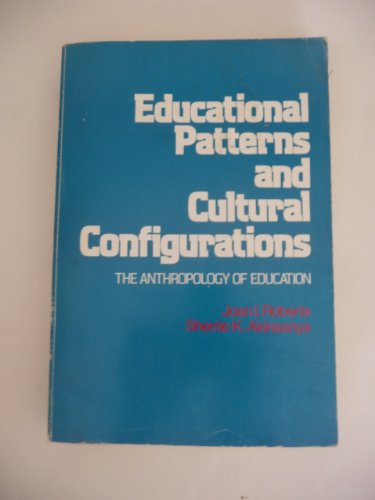 Educational
Patterns
and
Cultural
Configurations
THE ANTHROPOLOGY OF EDUCATION
Joan I. Roberts
Sherrie K. Akinsanya